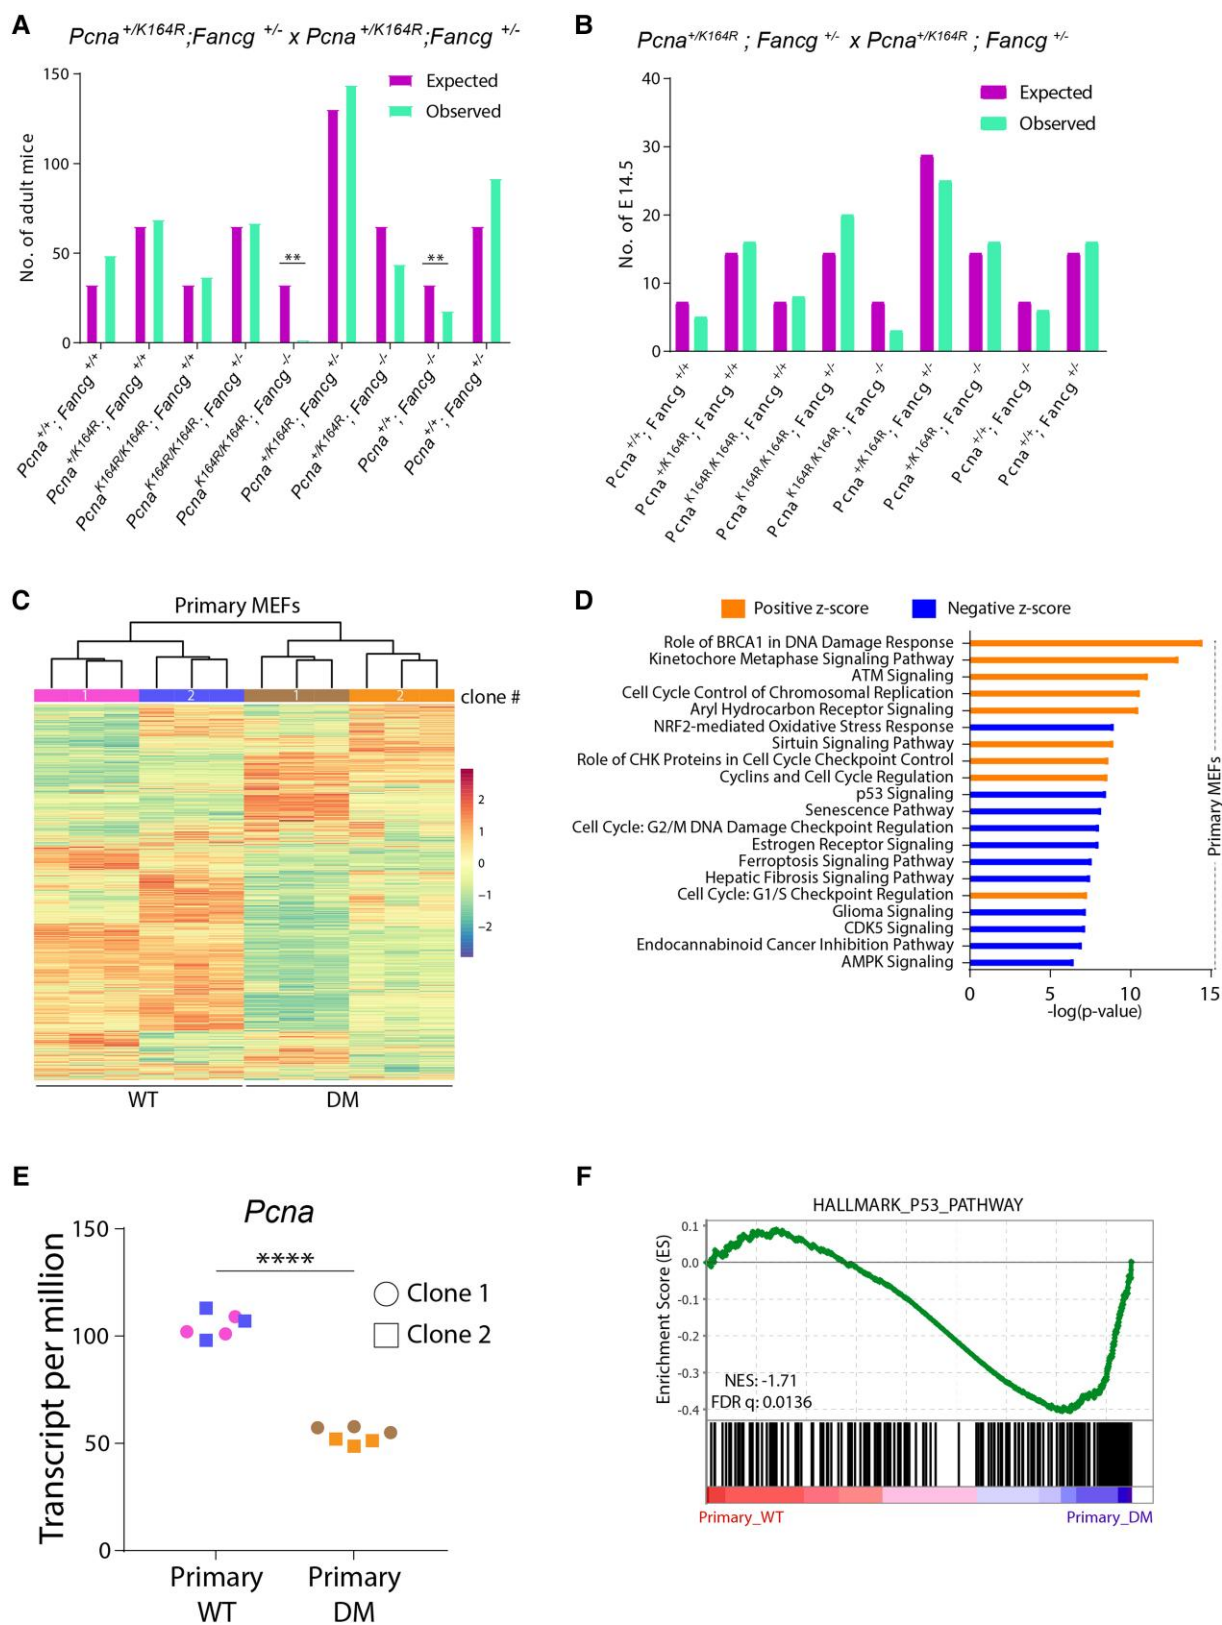 A
Pcna +/K164R;Fancg +/- x Pcna +/K164R;Fancg +/-
Expected
Observed
No. of adult mice
150
100
50
0
**
**
Pcna +/+; Fancg +/+
Pcna +/K164R; Fancg +/+
Pcna K164R/K164R; Fancg +/+
Pcna K164R/K164R; Fancg +/-
Pcna K164R/K164R; Fancg -/-
Pcna +/K164R; Fancg +/-
Pcna +/K164R; Fancg -/-
Pcna +/+; Fancg -/-
Pcna +/+; Fancg +/-
B
Pcna+/K164R ; Fancg +/- x Pcna+/K164R ; Fancg +/-
Expected
Observed
No. of E14.5
40
30
20
10
0
Pcna +/+; Fancg +/+
Pcna +/K164R; Fancg +/+
Pcna K164R/K164R; Fancg +/+
Pcna K164R/K164R; Fancg +/-
Pcna K164R/K164R; Fancg -/-
Pcna +/K164R; Fancg +/-
Pcna +/K164R; Fancg -/-
Pcna +/+; Fancg -/-
Pcna +/+; Fancg +/-
C
Primary MEFs
1 2 1 2 clone #
2
1
0
−1
−2
WT DM
D
Positive z-score Negative z-score
Role of BRCA1 in DNA Damage Response
Kinetochore Metaphase Signaling Pathway
ATM Signaling
Cell Cycle Control of Chromosomal Replication
Aryl Hydrocarbon Receptor Signaling
NRF2-mediated Oxidative Stress Response
Sirtuin Signaling Pathway
Role of CHK Proteins in Cell Cycle Checkpoint Control
Cyclins and Cell Cycle Regulation
p53 Signaling
Senescence Pathway
Cell Cycle: G2/M DNA Damage Checkpoint Regulation
Estrogen Receptor Signaling
Ferroptosis Signaling Pathway
Hepatic Fibrosis Signaling Pathway
Cell Cycle: G1/S Checkpoint Regulation
Glioma Signaling
CDK5 Signaling
Endocannabinoid Cancer Inhibition Pathway
AMPK Signaling
0 5 10 15
-log(p-value)
Primary MEFs
E
Pcna
Transcript per million
150
100
50
0
****
Clone 1
Clone 2
Primary WT
Primary DM
F
HALLMARK_P53_PATHWAY
Enrichment Score (ES)
0.1
0.0
-0.1
-0.2
-0.3
-0.4
NES: -1.71
FDR q: 0.0136
Primary_WT Primary_DM